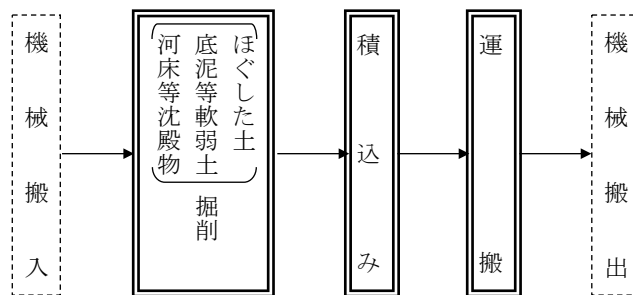 機械搬入
ほぐした土
底泥等軟弱土
河床等沈殿物
掘削
積込み
運搬
機械搬出